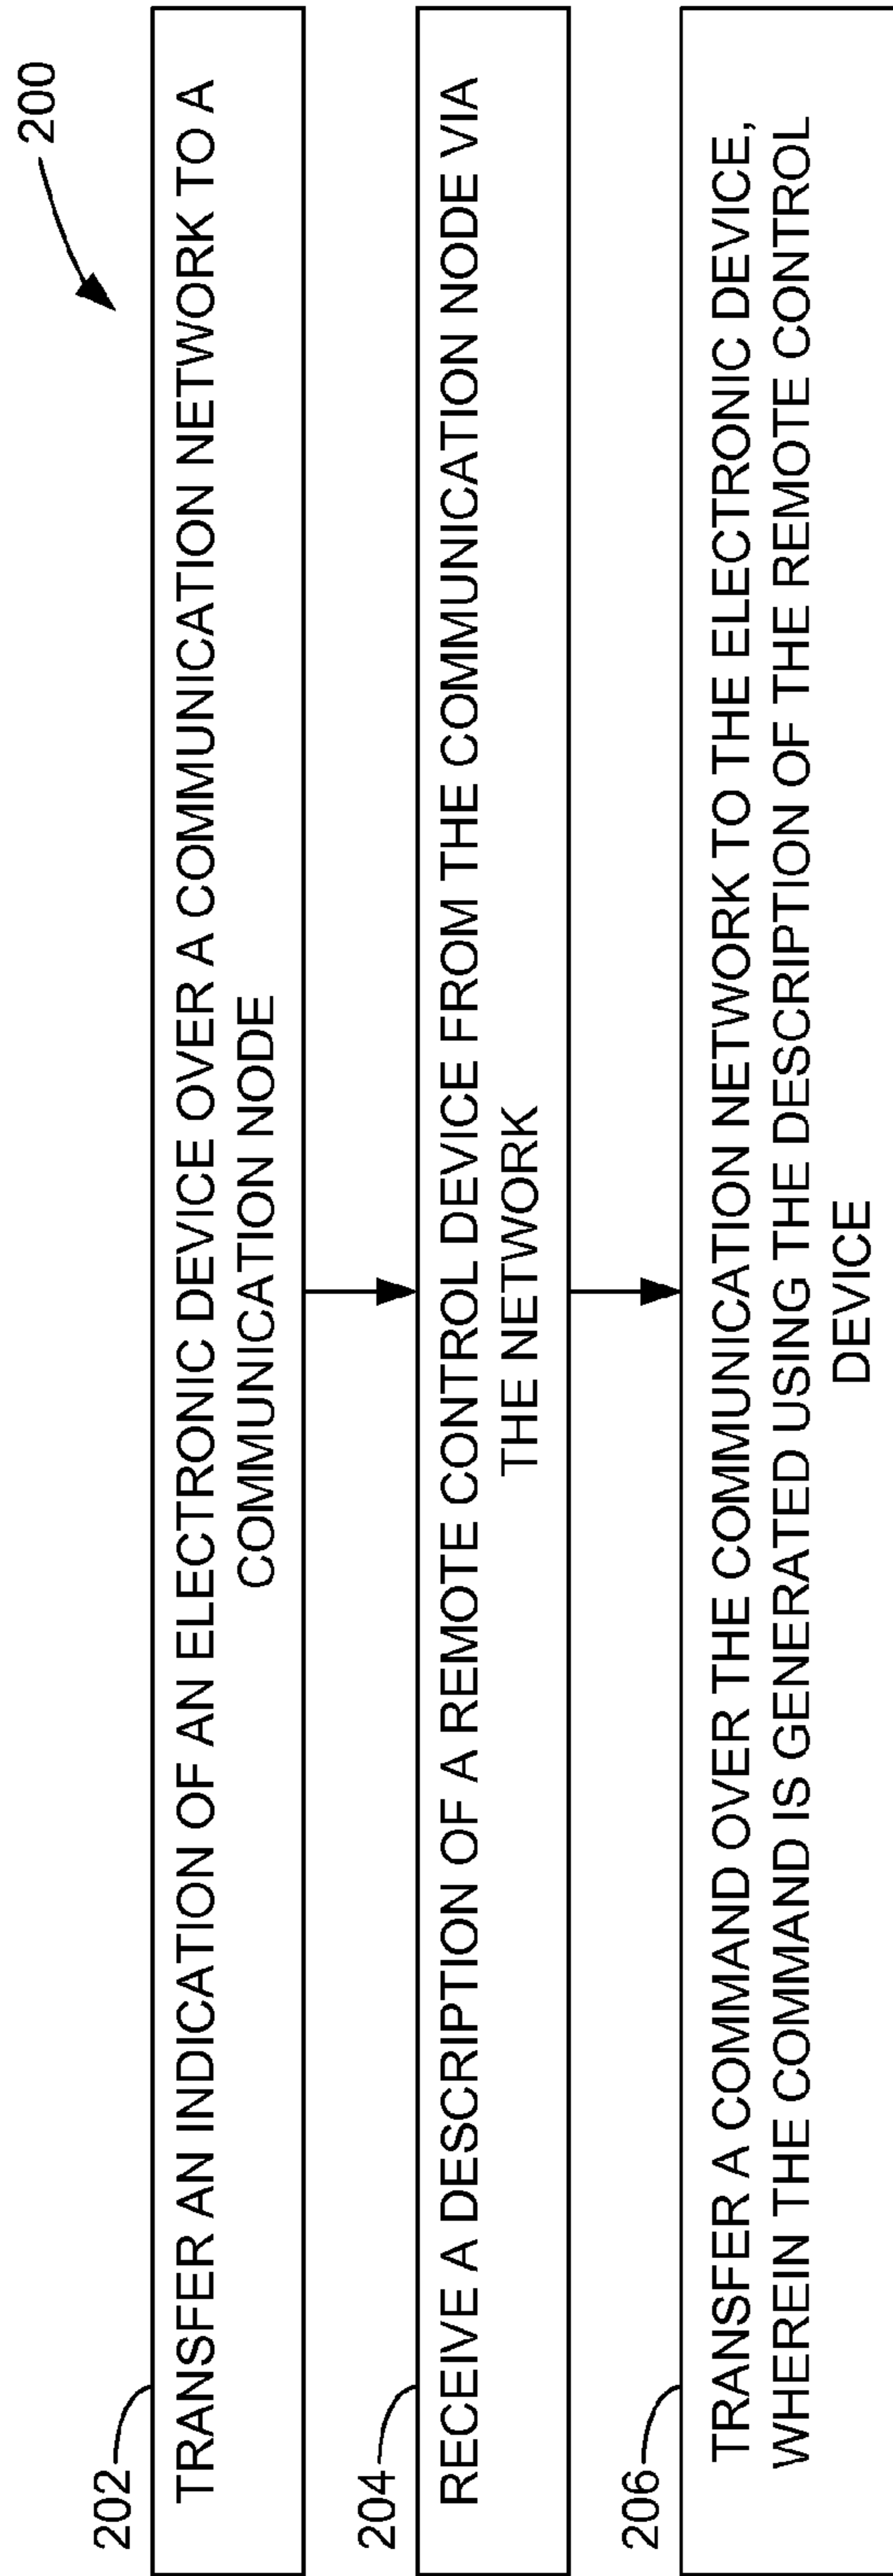 200
202
TRANSFER AN INDICATION OF AN ELECTRONIC DEVICE OVER A COMMUNICATION NETWORK TO A
COMMUNICATION NODE
204
RECEIVE A DESCRIPTION OF A REMOTE CONTROL DEVICE FROM THE COMMUNICATION NODE VIA
THE NETWORK
206
TRANSFER A COMMAND OVER THE COMMUNICATION NETWORK TO THE ELECTRONIC DEVICE,
WHEREIN THE COMMAND IS GENERATED USING THE DESCRIPTION OF THE REMOTE CONTROL
DEVICE